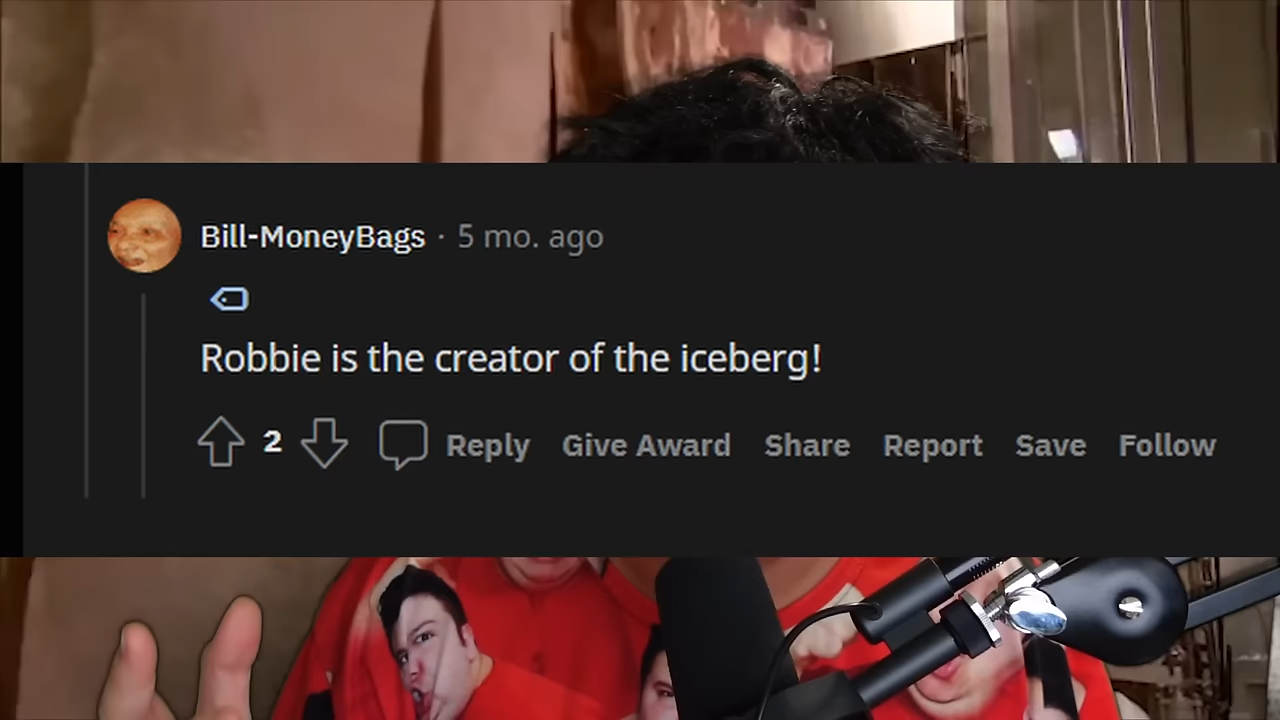 Bill-MoneyBags · 5 mo. ago
Robbie is the creator of the iceberg!
2 Reply Give Award Share Report Save Follow